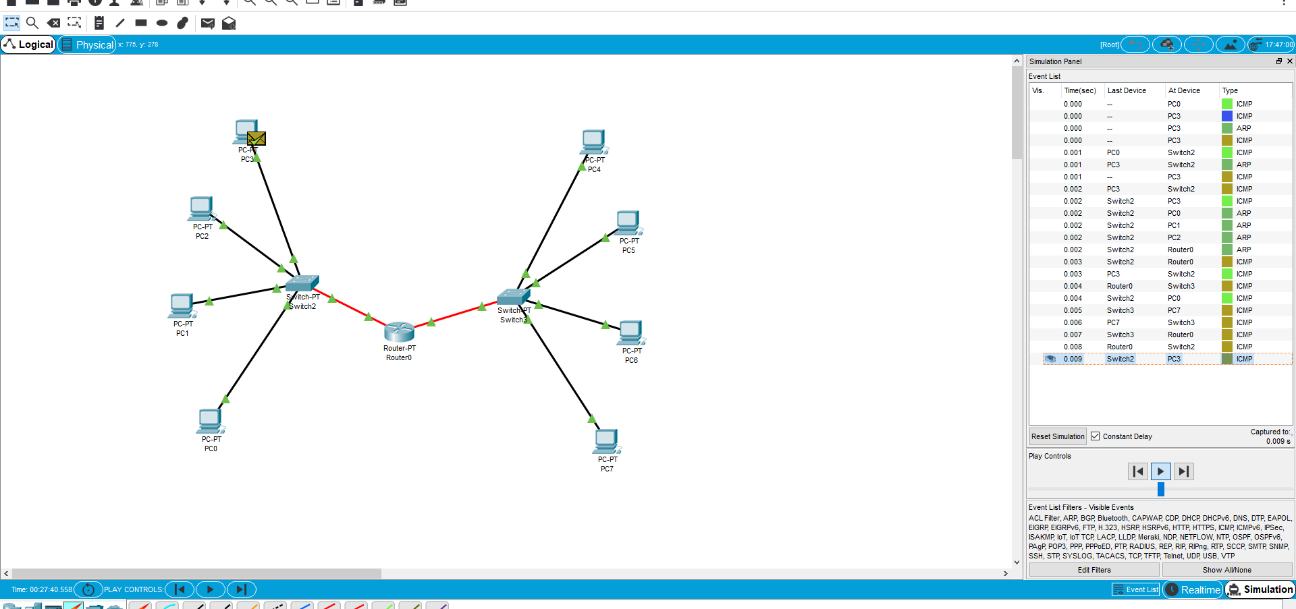 Logical Physical x: 775, y: 278 [Root] 17:47:00
Simulation Panel
Event List
Vis. Time(sec) Last Device At Device Type
0.000 -- PC0 ICMP
0.000 -- PC3 ICMP
0.000 -- PC3 ARP
0.000 -- PC3 ICMP
0.001 PC0 Switch2 ICMP
0.001 PC3 Switch2 ARP
0.001 -- PC3 ICMP
0.002 PC3 Switch2 ICMP
0.002 Switch2 PC3 ICMP
0.002 Switch2 PC0 ARP
0.002 Switch2 PC1 ARP
0.002 Switch2 PC2 ARP
0.002 Switch2 Router0 ARP
0.003 Switch2 Router0 ICMP
0.003 PC3 Switch2 ICMP
0.004 Router0 Switch3 ICMP
0.004 Switch2 PC0 ICMP
0.005 Switch3 PC7 ICMP
0.006 PC7 Switch3 ICMP
0.007 Switch3 Router0 ICMP
0.008 Router0 Switch2 ICMP
0.009 Switch2 PC3 ICMP
PC-PT
PC3
PC-PT
PC4
PC-PT
PC2
PC-PT
PC5
Switch-PT
Switch2
Switch-PT
PC-PT
PC1
Router-PT
Router0
PC-PT
PC6
PC-PT
PC0
PC-PT
PC7
Reset Simulation Constant Delay Captured to:
0.009 s
Play Controls
Event List Filters - Visible Events
ACL Filter, ARP, BGP, Bluetooth, CAPWAP, CDP, DHCP, DHCPv6, DNS, DTP, EAPOL,
EIGRP, EIGRPv6, FTP, H.323, HSRP, HSRPv6, HTTP, HTTPS, ICMP, ICMPv6, IPSec,
ISAKMP, IoT, IoT TCP, LACP, LLDP, Meraki, NDP, NETFLOW, NTP, OSPF, OSPFv6,
PAgP, POP3, PPP, PPPoED, PTP, RADIUS, REP, RIP, RIPng, RTP, SCCP, SMTP, SNMP,
SSH, STP, SYSLOG, TACACS, TCP, TFTP, Telnet, UDP, USB, VTP
Edit Filters Show All/None
Time: 00:27:40.558 PLAY CONTROLS: Event List Realtime Simulation